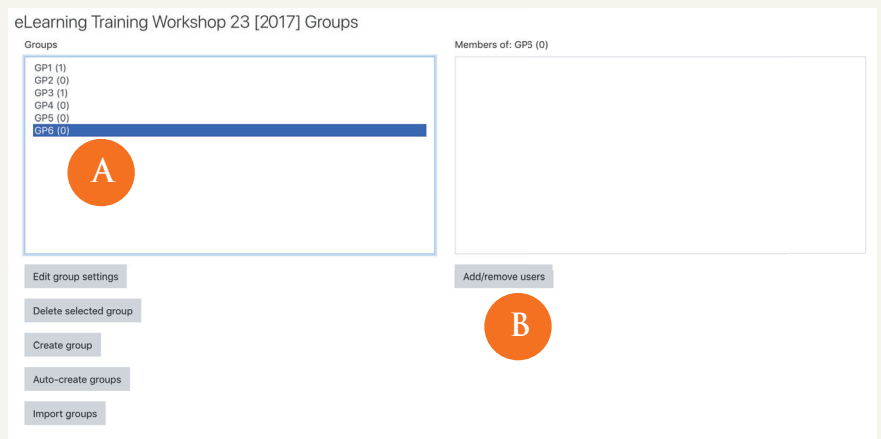 eLearning Training Workshop 23 [2017] Groups
Groups
GP1 (1)
GP2 (0)
GP3 (1)
GP4 (0)
GP5 (0)
GP6 (0)
A
Edit group settings
Delete selected group
Create group
Auto-create groups
Import groups
Members of: GP6 (0)
Add/remove users
B